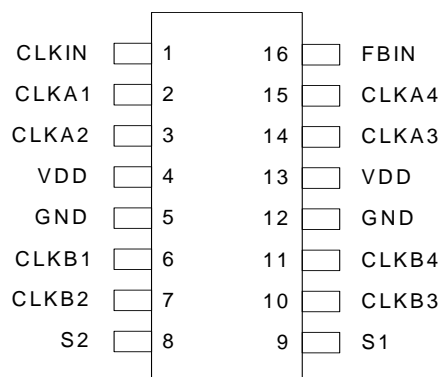 CLKIN 1 16 FBIN
CLKA1 2 15 CLKA4
CLKA2 3 14 CLKA3
VDD 4 13 VDD
GND 5 12 GND
CLKB1 6 11 CLKB4
CLKB2 7 10 CLKB3
S2 8 9 S1